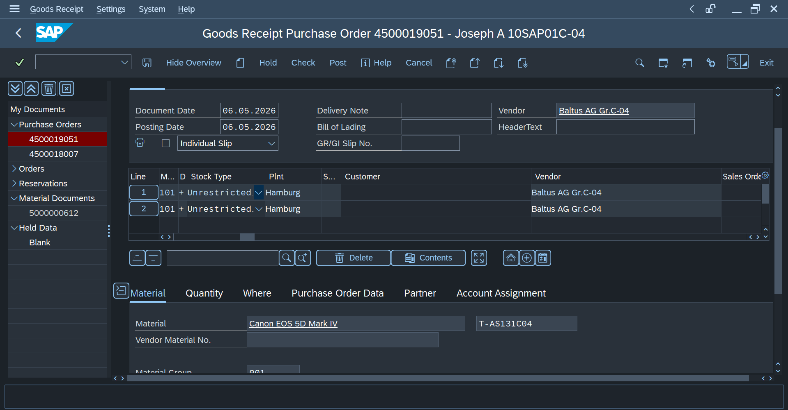 Goods Receipt Settings System Help
SAP Goods Receipt Purchase Order 4500019051 - Joseph A 10SAP01C-04
Hide Overview Hold Check Post Help Cancel Exit
My Documents
Purchase Orders
4500019051
4500018007
Orders
Reservations
Material Documents
5000000612
Held Data
Blank
Document Date 06.05.2026 Delivery Note Vendor Baltus AG Gr.C-04
Posting Date 06.05.2026 Bill of Lading HeaderText
Individual Slip GR/GI Slip No.
Line M... D Stock Type Plnt S... Customer Vendor Sales Orde
1 101 + Unrestricted. Hamburg Baltus AG Gr.C-04
2 101 + Unrestricted. Hamburg Baltus AG Gr.C-04
Delete Contents
Material Quantity Where Purchase Order Data Partner Account Assignment
Material Canon EOS 5D Mark IV T-AS131C04
Vendor Material No.
Material Group